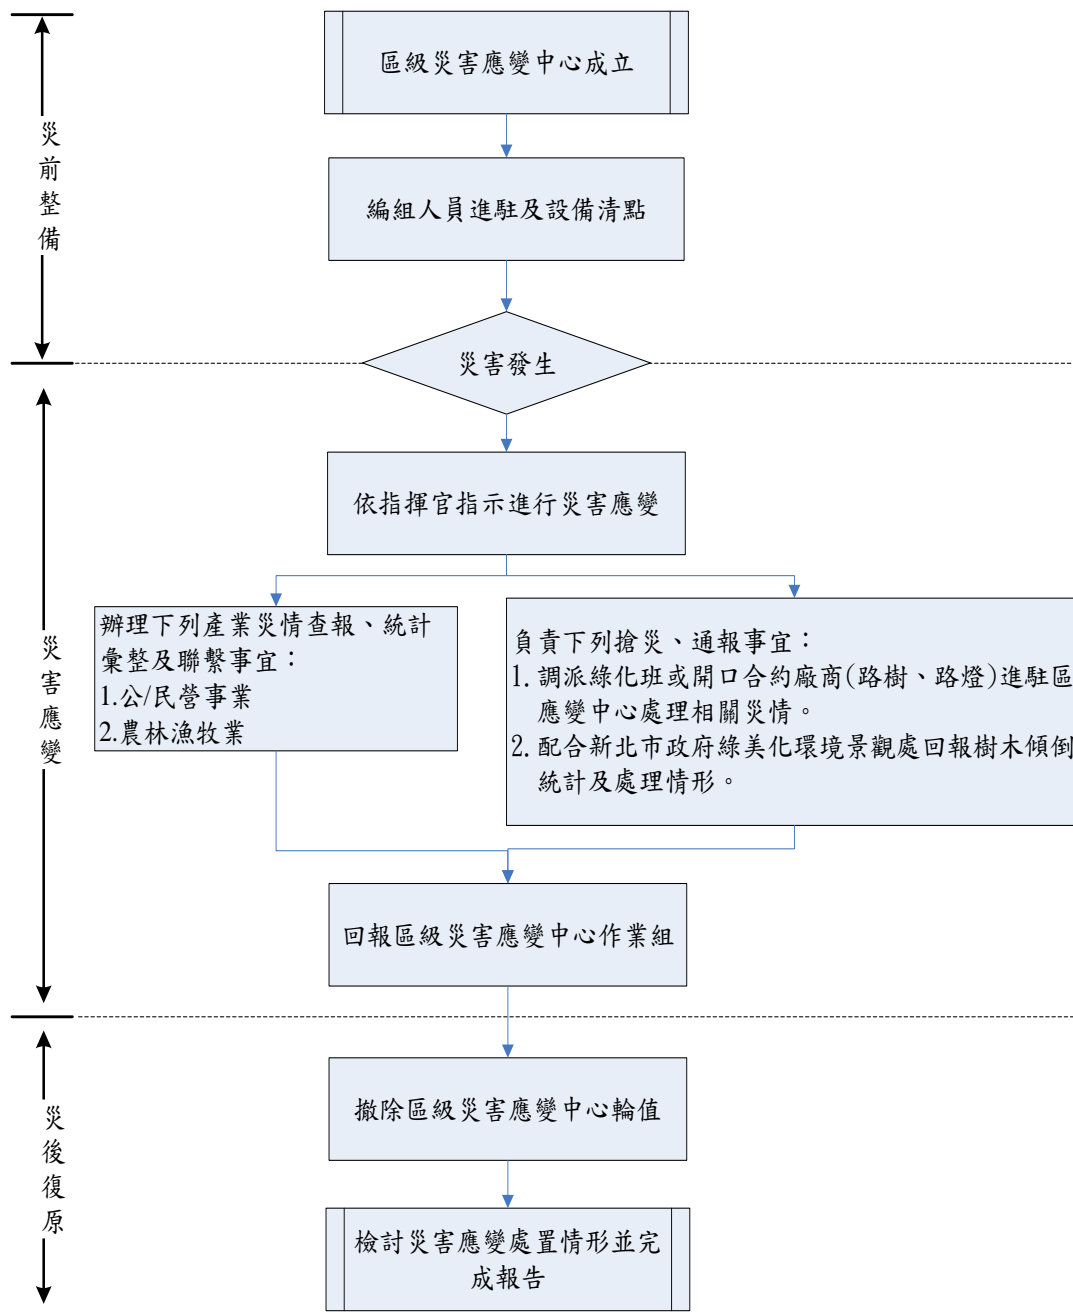 區級災害應變中心成立
災前整備
編組人員進駐及設備清點
災害發生
依指揮官指示進行災害應變
災害應變
辦理下列產業災情查報、統計
彙整及聯繫事宜：
1.公/民營事業
2.農林漁牧業
負責下列搶災、通報事宜：
1. 調派綠化班或開口合約廠商(路樹、路燈)進駐區
應變中心處理相關災情。
2. 配合新北市政府綠美化環境景觀處回報樹木傾倒
統計及處理情形。
回報區級災害應變中心作業組
災後復原
撤除區級災害應變中心輪值
檢討災害應變處置情形並完
成報告